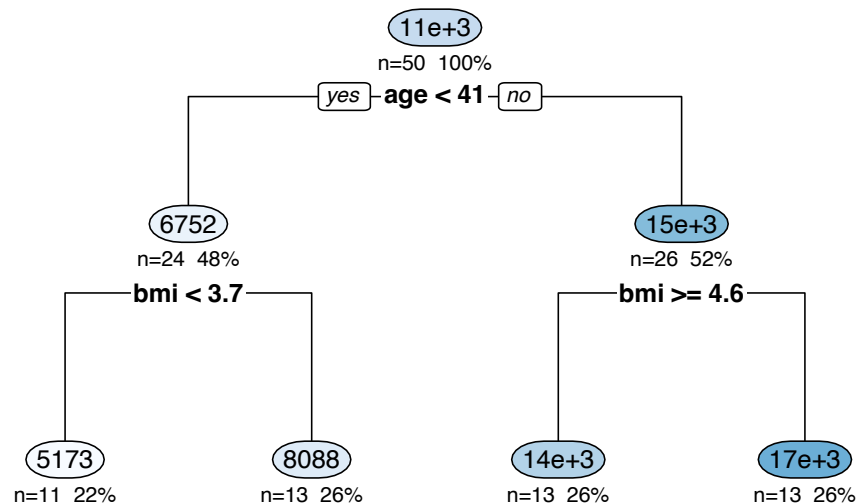 11e+3
n=50 100%
yes age < 41 no
6752 15e+3
n=24 48% n=26 52%
bmi < 3.7 bmi >= 4.6
5173 8088 14e+3 17e+3
n=11 22% n=13 26% n=13 26% n=13 26%